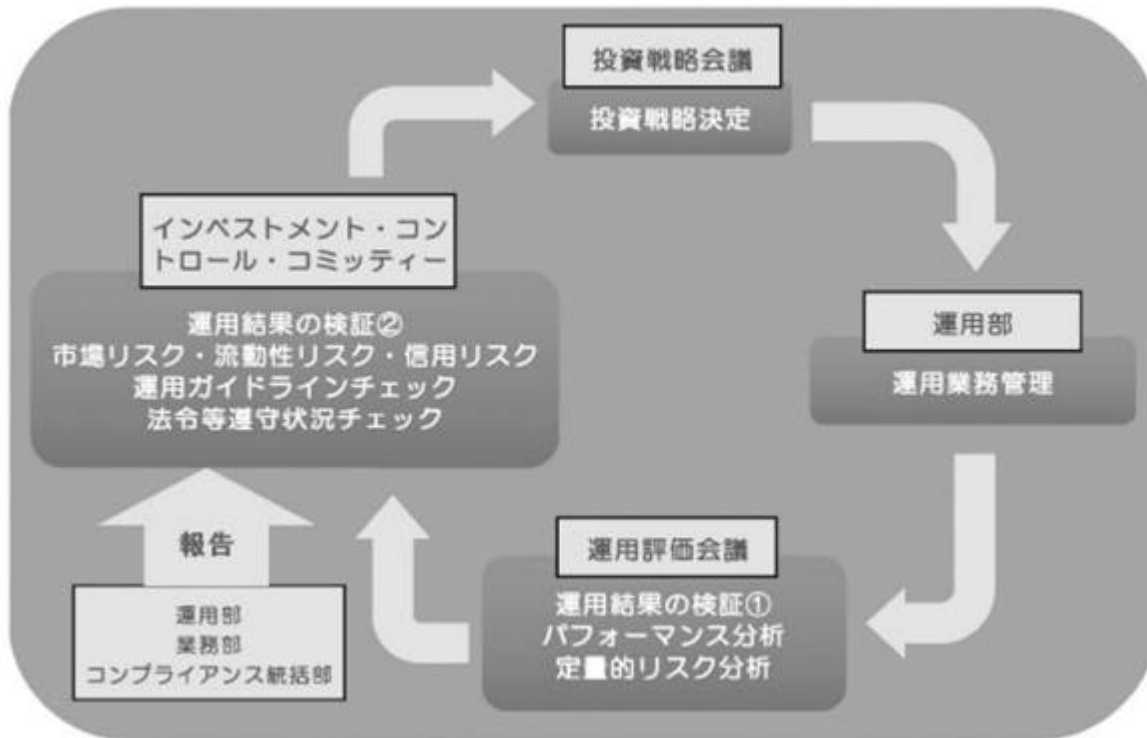 投資戦略会議
投資戦略決定
運用部
運用業務管理
運用評価会議
運用結果の検証①
パフォーマンス分析
定量的リスク分析
インベストメント・コン
トロール・コミッティー
運用結果の検証②
市場リスク・流動性リスク・信用リスク
運用ガイドラインチェック
法令等遵守状況チェック
報告
運用部
業務部
コンプライアンス統括部